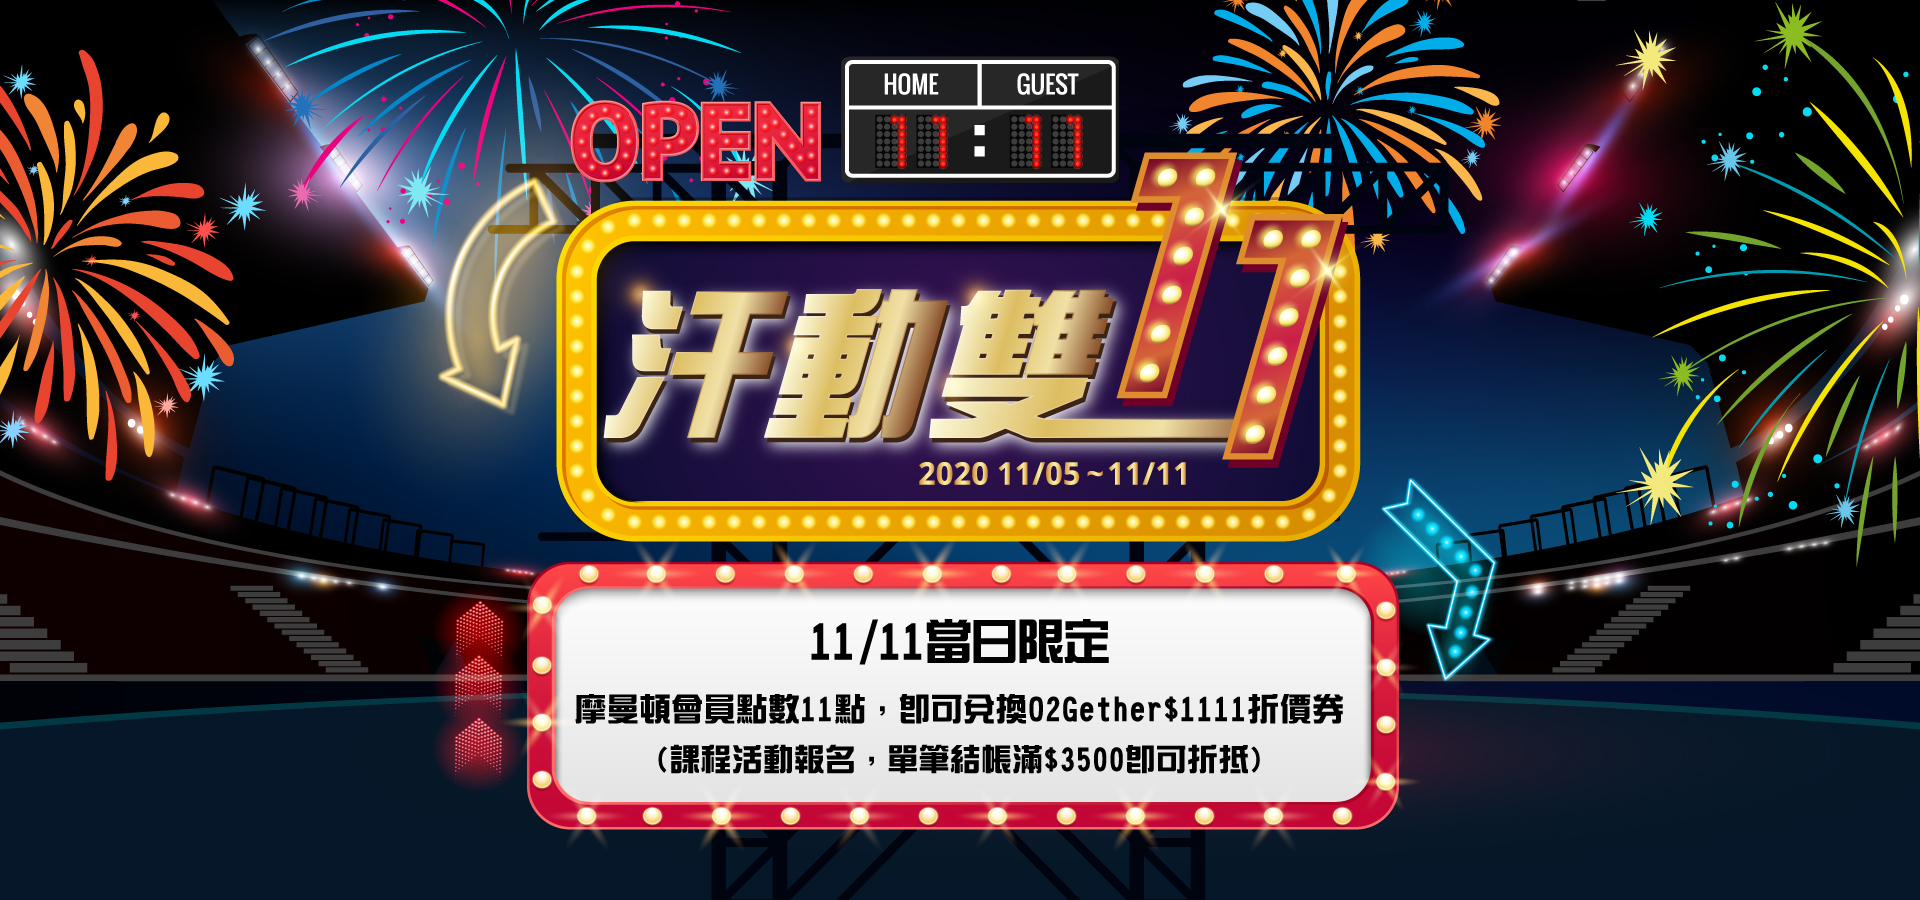 HOME GUEST
OPEN
11:11
汗動雙11
2020 11/05~11/11
11/11當日限定
摩曼頓會員點數11點，即可兌換O2Gether$1111折價券
(課程活動報名，單筆結帳滿$3500即可折抵)